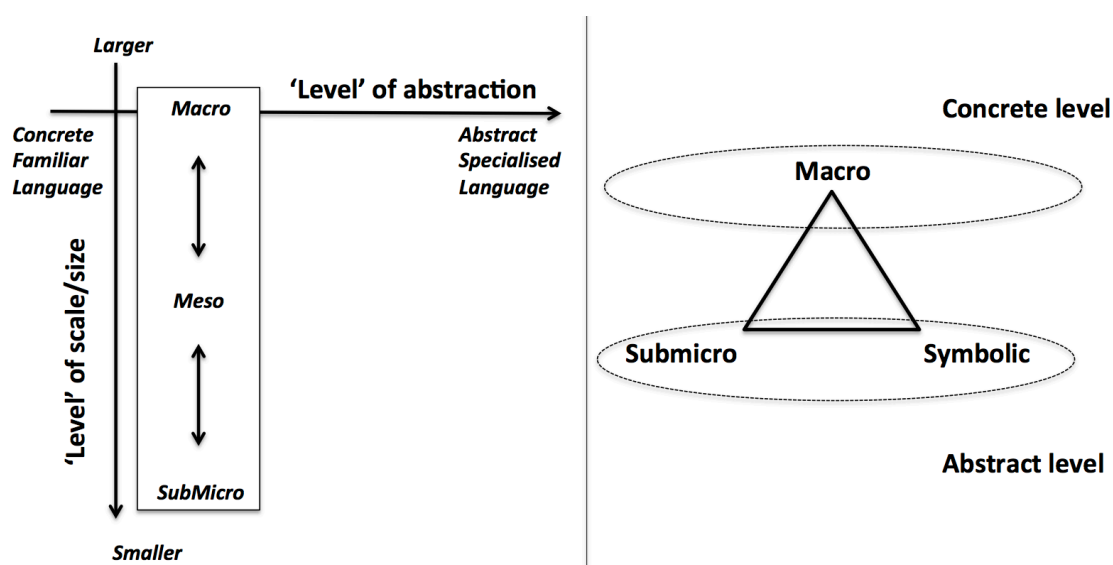 Larger
‘Level’ of abstraction
Macro
Concrete
Familiar
Language
Abstract
Specialised
Language
‘Level’ of scale/size
Meso
SubMicro
Smaller
Concrete level
Macro
Submicro
Symbolic
Abstract level